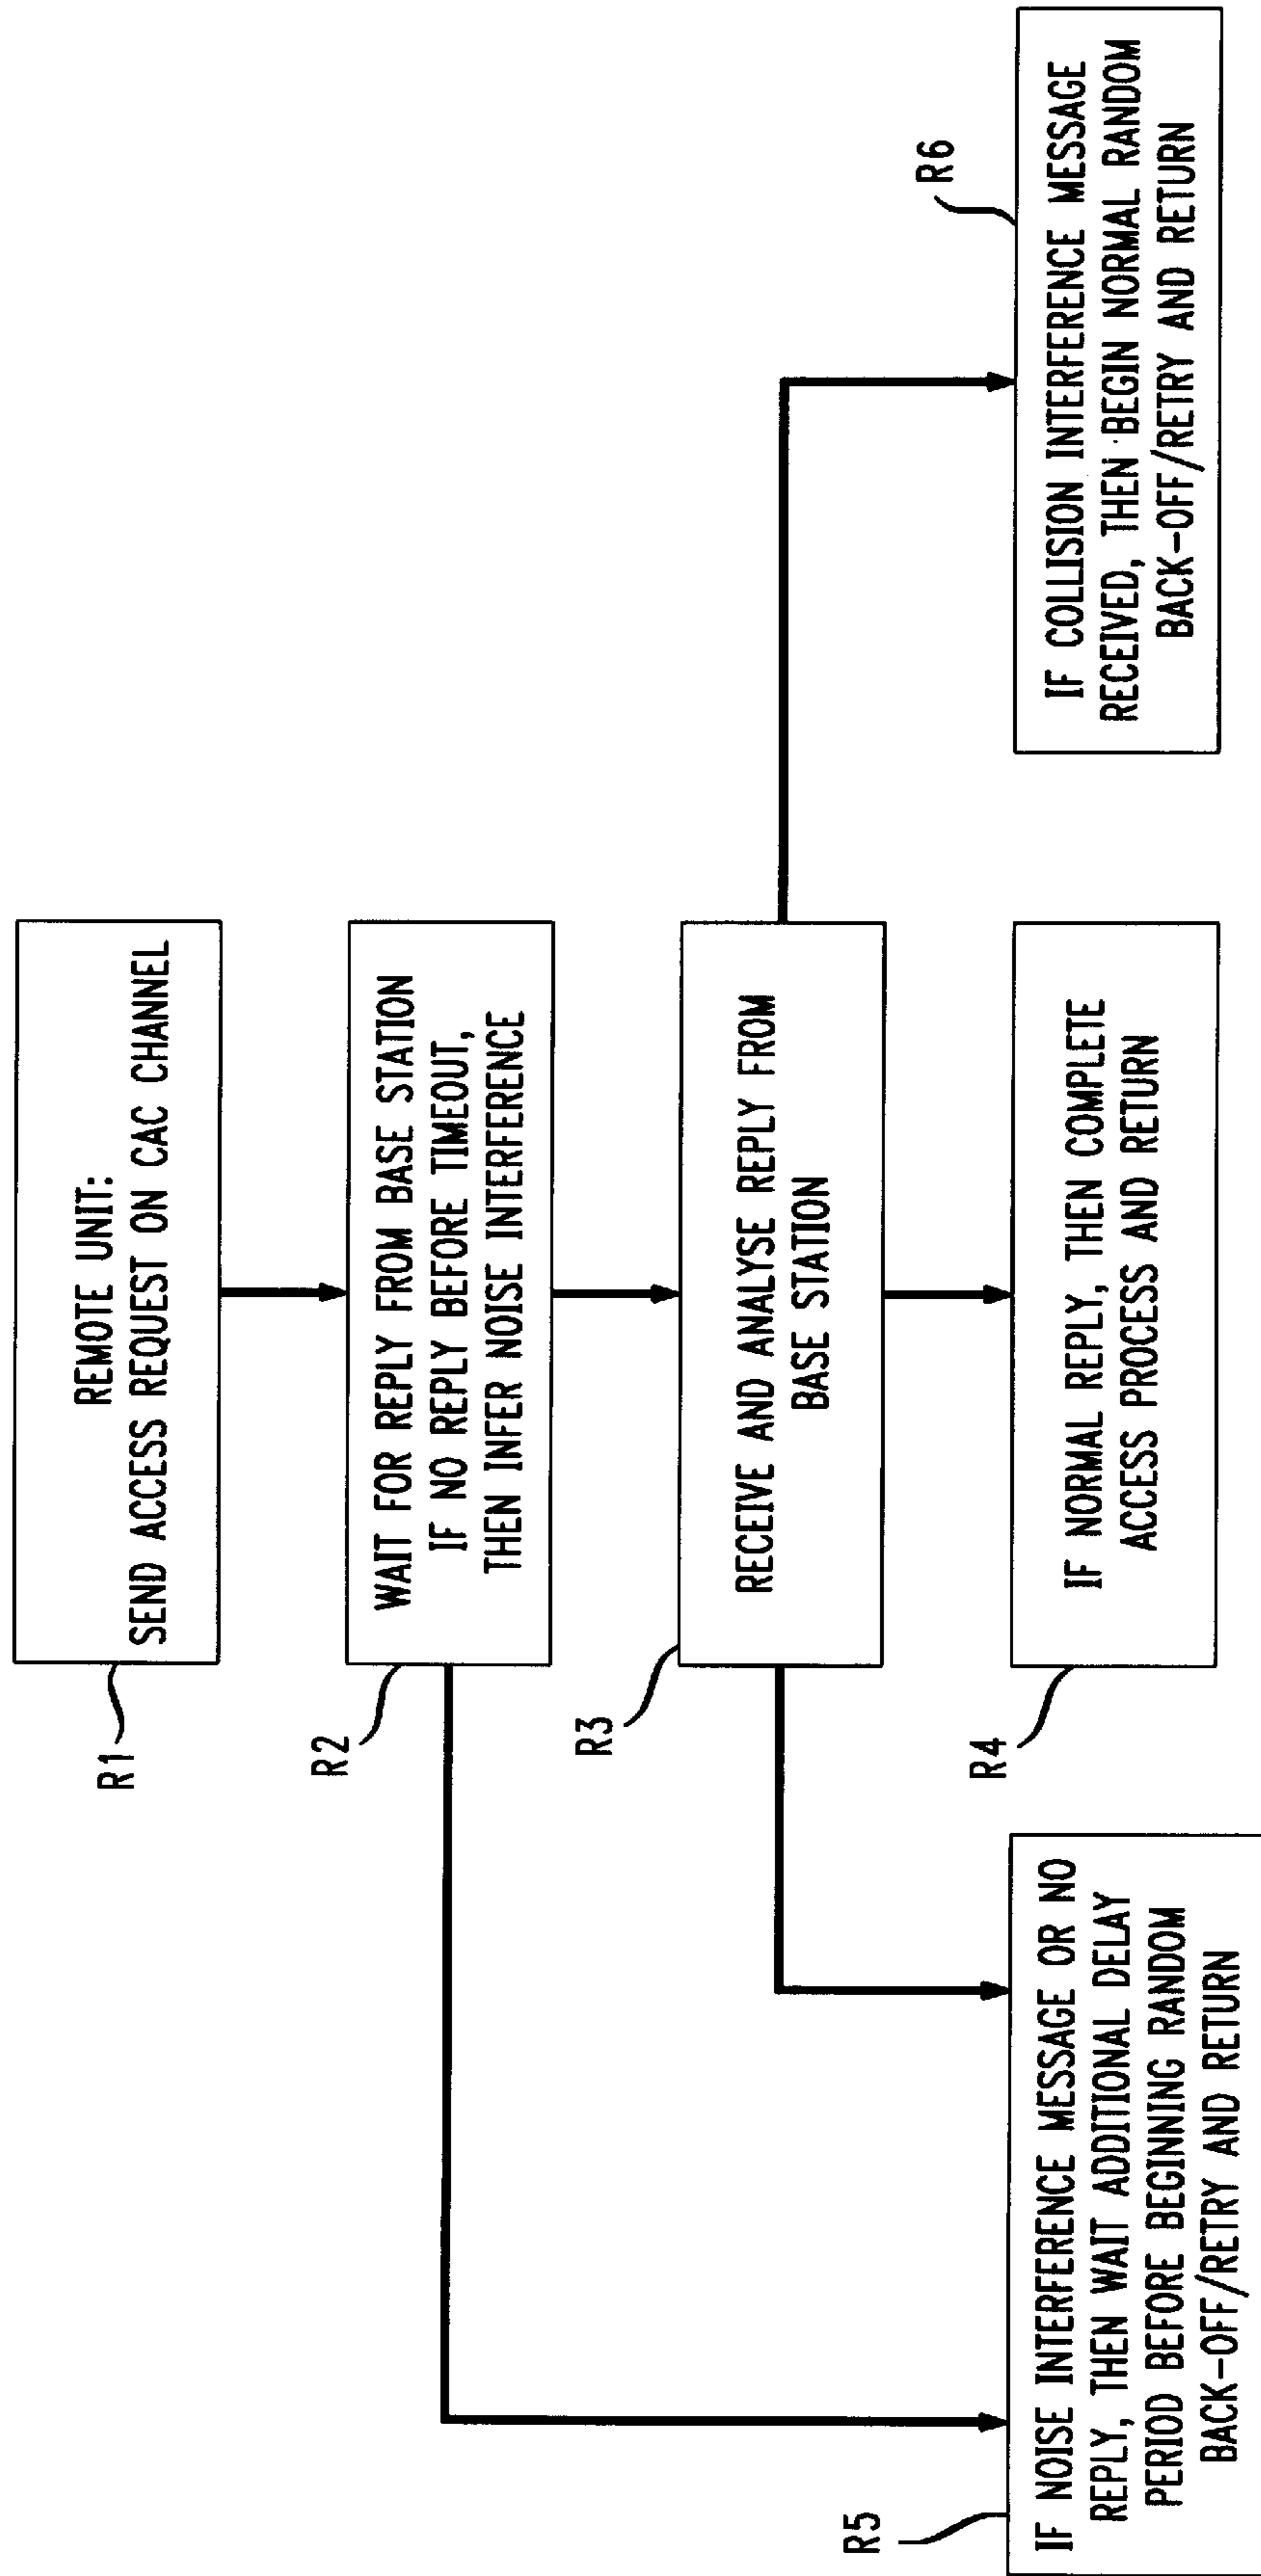 R1
REMOTE UNIT:
SEND ACCESS REQUEST ON CAC CHANNEL
R2
WAIT FOR REPLY FROM BASE STATION
IF NO REPLY BEFORE TIMEOUT,
THEN INFER NOISE INTERFERENCE
R3
RECEIVE AND ANALYSE REPLY FROM
BASE STATION
R5
IF NOISE INTERFERENCE MESSAGE OR NO
REPLY, THEN WAIT ADDITIONAL DELAY
PERIOD BEFORE BEGINNING RANDOM
BACK-OFF/RETRY AND RETURN
R4
IF NORMAL REPLY, THEN COMPLETE
ACCESS PROCESS AND RETURN
R6
IF COLLISION INTERFERENCE MESSAGE
RECEIVED, THEN BEGIN NORMAL RANDOM
BACK-OFF/RETRY AND RETURN